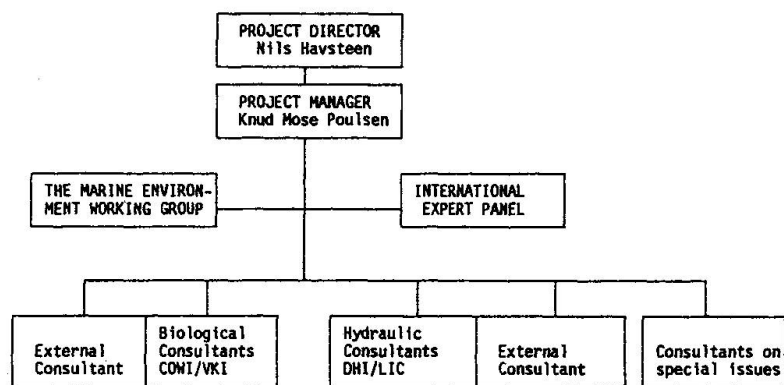 PROJECT DIRECTOR
Nils Havsteen
PROJECT MANAGER
Knud Mose Poulsen
THE MARINE ENVIRON-
MENT WORKING GROUP
INTERNATIONAL
EXPERT PANEL
External
Consultant
Biological
Consultants
COWI/VKI
Hydraulic
Consultants
DHI/LIC
External
Consultant
Consultants on
special issues